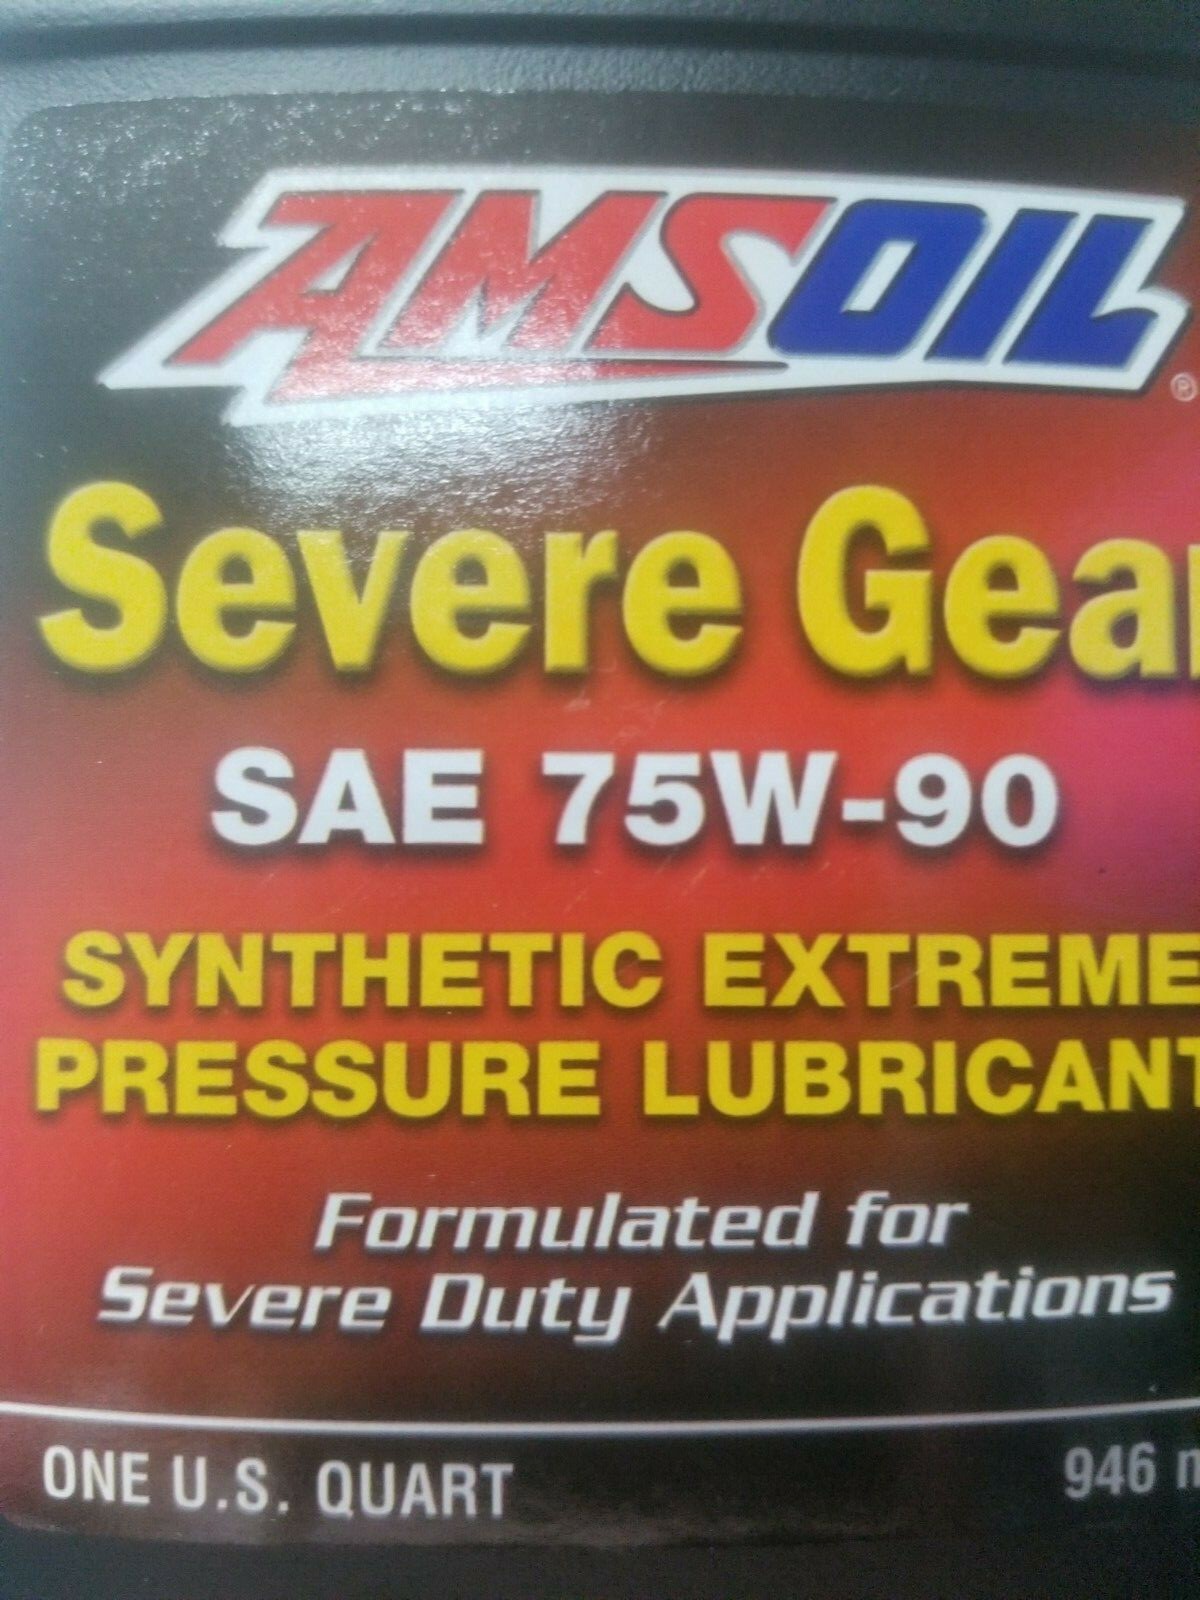 AMSOIL ®
Severe Gear
SAE 75W-90
SYNTHETIC EXTREME
PRESSURE LUBRICANT
Formulated for
Severe Duty Applications
ONE U.S. QUART 946 m